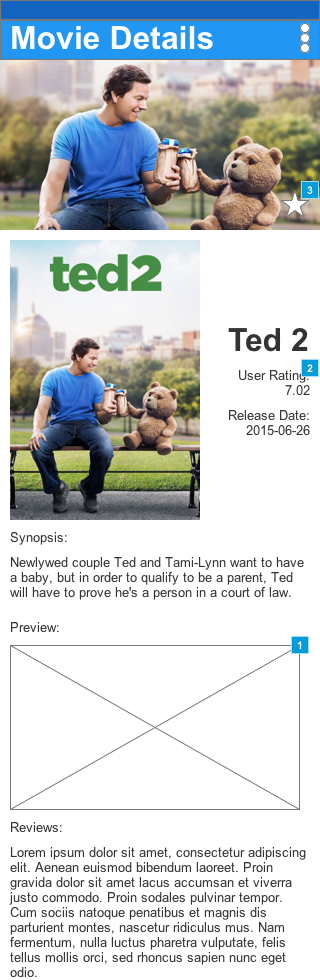 Movie Details
3
ted2
Ted 2
2
User Rating:
7.02
Release Date:
2015-06-26
Synopsis:
Newlywed couple Ted and Tami-Lynn want to have
a baby, but in order to qualify to be a parent, Ted
will have to prove he's a person in a court of law.
Preview:
1
Reviews:
Lorem ipsum dolor sit amet, consectetur adipiscing
elit. Aenean euismod bibendum laoreet. Proin
gravida dolor sit amet lacus accumsan et viverra
justo commodo. Proin sodales pulvinar tempor.
Cum sociis natoque penatibus et magnis dis
parturient montes, nascetur ridiculus mus. Nam
fermentum, nulla luctus pharetra vulputate, felis
tellus mollis orci, sed rhoncus sapien nunc eget
odio.